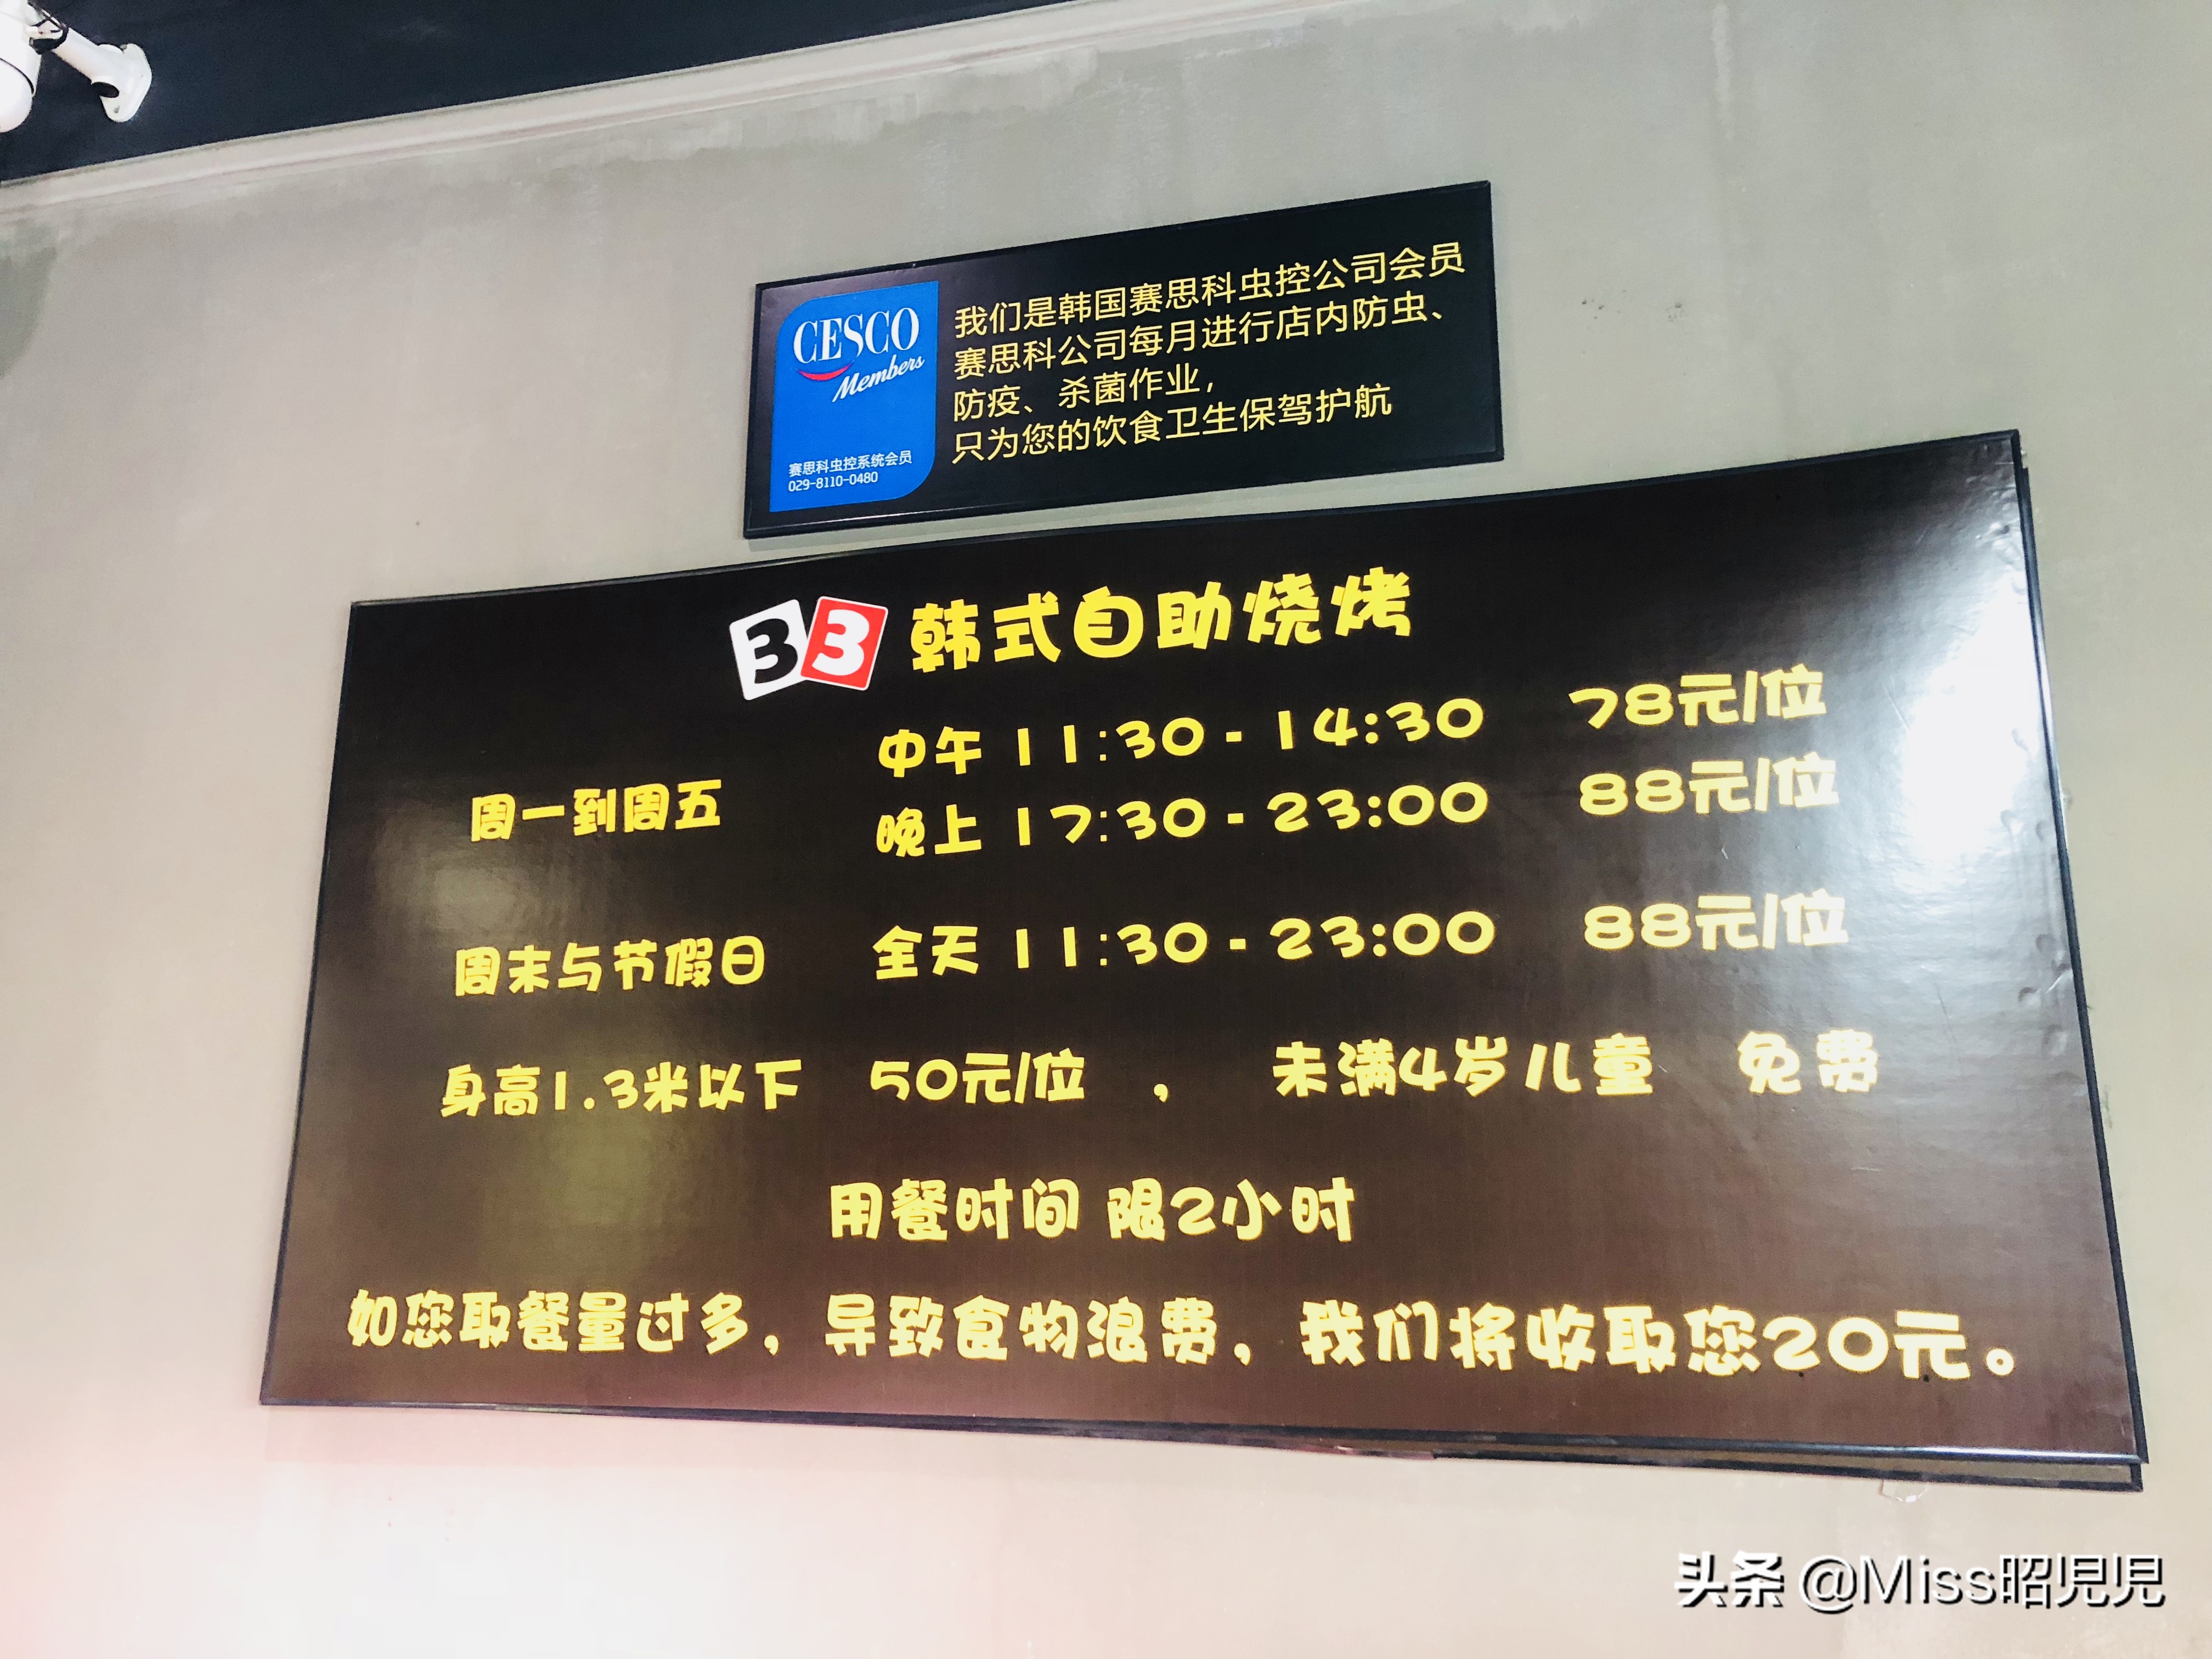 CESCO
Members
赛思科虫控系统会员
029-8110-0480
我们是韩国赛思科虫控公司会员
赛思科公司每月进行店内防虫、
防疫、杀菌作业，
只为您的饮食卫生保驾护航
33 韩式自助烧烤
周一到周五
中午 11:30 - 14:30 78元/位
晚上 17:30 - 23:00 88元/位
周末与节假日 全天 11:30 - 23:00 88元/位
身高1.3米以下 50元/位 ， 未满4岁儿童 免费
用餐时间 限2小时
如您取餐量过多，导致食物浪费，我们将收取您20元。
头条 @Miss昭児児